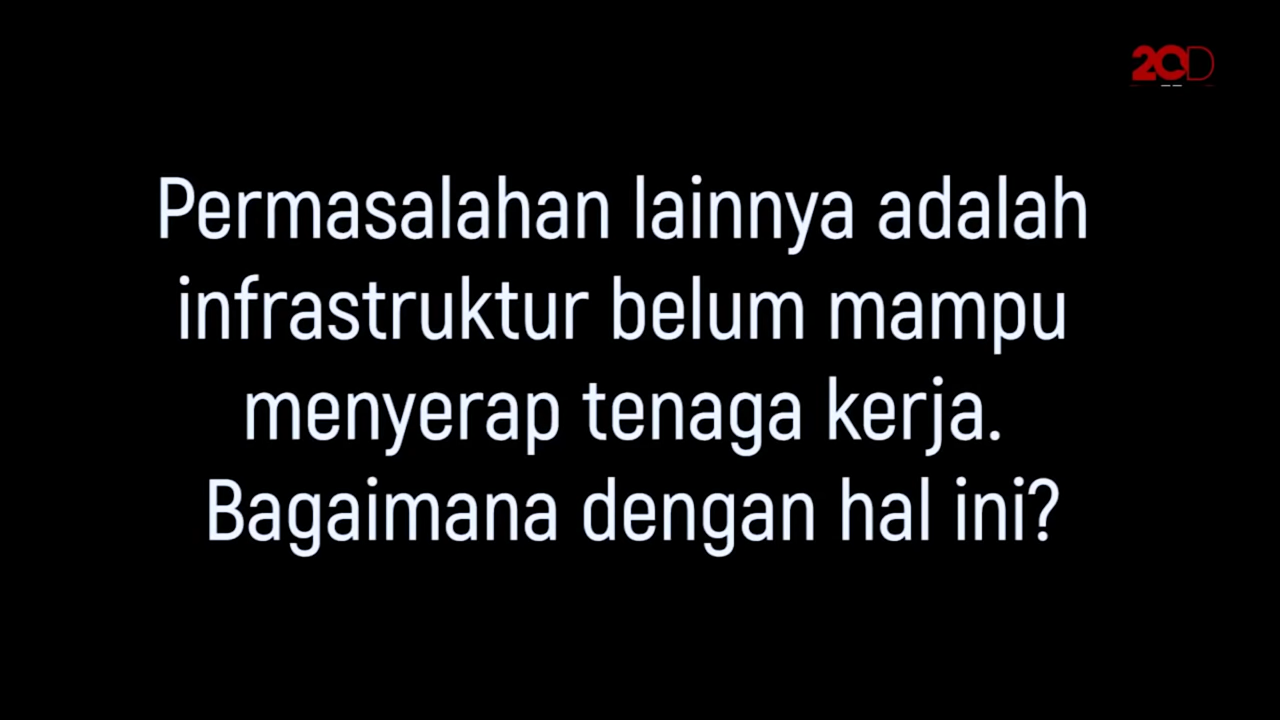 20D
Permasalahan lainnya adalah
infrastruktur belum mampu
menyerap tenaga kerja.
Bagaimana dengan hal ini?